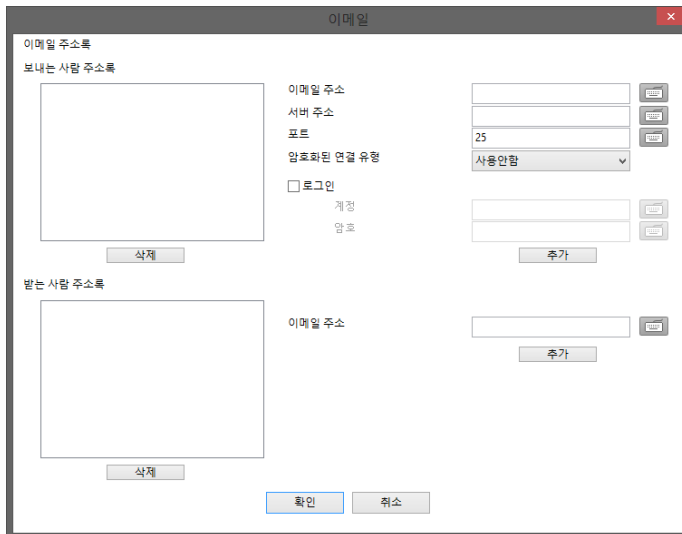 이메일
이메일 주소록
보내는 사람 주소록
이메일 주소
서버 주소
포트
25
암호화된 연결 유형
사용안함
로그인
계정
암호
삭제
추가
받는 사람 주소록
이메일 주소
추가
삭제
확인
취소